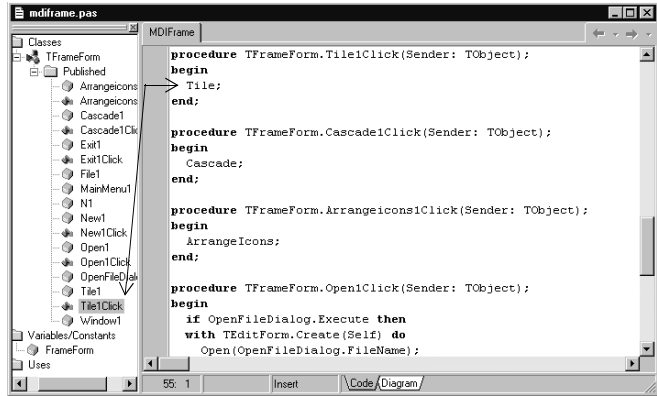 mdiframe.pas
Classes
TFrameForm
Published
Arrangeicons
Arrangeicons
Cascade1
Cascade1Clic
Exit1
Exit1Click
File1
MainMenu1
N1
New1
New1Click
Open1
Open1Click
OpenFileDial
Tile1
Tile1Click
Window1
Variables/Constants
FrameForm
Uses
MDIFrame
procedure TFrameForm.Tile1Click(Sender: TObject);
begin
Tile;
end;
procedure TFrameForm.Cascade1Click(Sender: TObject);
begin
Cascade;
end;
procedure TFrameForm.Arrangeicons1Click(Sender: TObject);
begin
ArrangeIcons;
end;
procedure TFrameForm.Open1Click(Sender: TObject);
begin
if OpenFileDialog.Execute then
with TEditForm.Create(Self) do
Open(OpenFileDialog.FileName);
55: 1 Insert Code Diagram